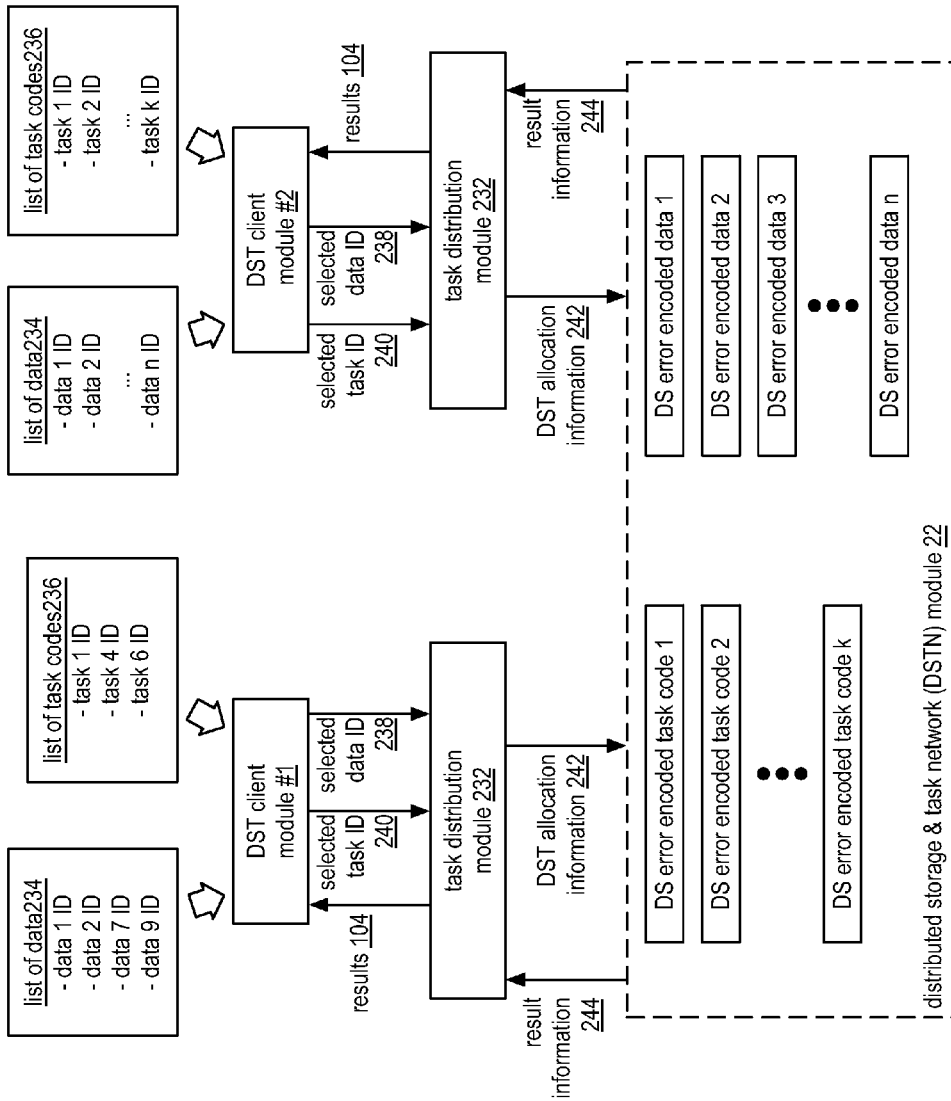 list of data234
- data 1 ID
- data 2 ID
- data 7 ID
- data 9 ID
list of task codes236
- task 1 ID
- task 4 ID
- task 6 ID
list of data234
- data 1 ID
- data 2 ID
...
- data n ID
list of task codes236
- task 1 ID
- task 2 ID
...
- task k ID
DST client
module #1
results 104
selected
task ID
240
selected
data ID
238
task distribution
module 232
result
information
244
DST allocation
information 242
DST client
module #2
selected
task ID
240
selected
data ID
238
results 104
task distribution
module 232
DST allocation
information 242
result
information
244
DS error encoded task code 1
DS error encoded task code 2
DS error encoded task code k
DS error encoded data 1
DS error encoded data 2
DS error encoded data 3
DS error encoded data n
distributed storage & task network (DSTN) module 22